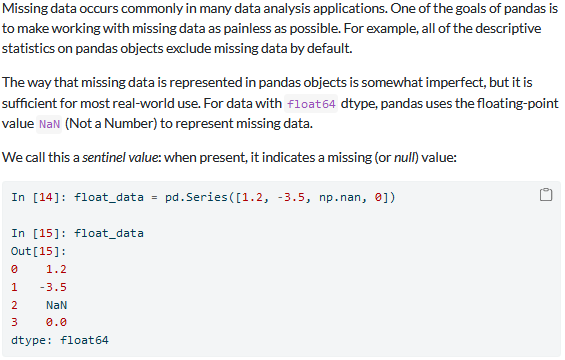 Missing data occurs commonly in many data analysis applications. One of the goals of pandas is
to make working with missing data as painless as possible. For example, all of the descriptive
statistics on pandas objects exclude missing data by default.
The way that missing data is represented in pandas objects is somewhat imperfect, but it is
sufficient for most real-world use. For data with float64 dtype, pandas uses the floating-point
value NaN (Not a Number) to represent missing data.
We call this a sentinel value: when present, it indicates a missing (or null) value:
In [14]: float_data = pd.Series([1.2, -3.5, np.nan, 0])
In [15]: float_data
Out[15]:
0    1.2
1   -3.5
2    NaN
3    0.0
dtype: float64